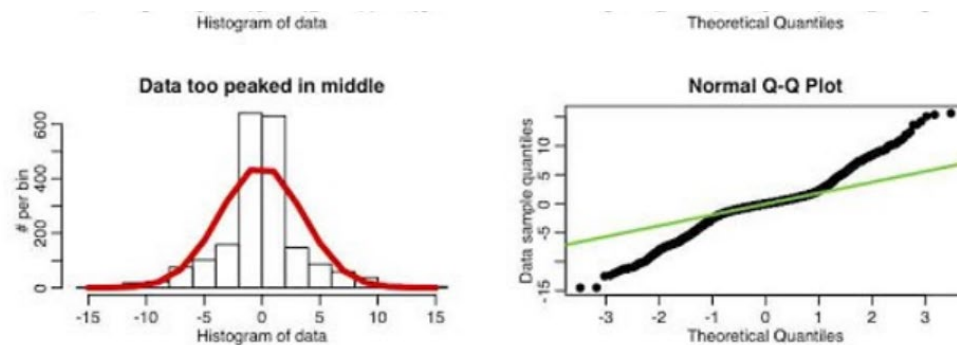 Histogram of data
Theoretical Quantiles
Data too peaked in middle
# per bin
0 200 400 600
-15 -10 -5 0 5 10 15
Histogram of data
Normal Q-Q Plot
Data sample quantiles
-15 -5 0 5 10
-3 -2 -1 0 1 2 3
Theoretical Quantiles